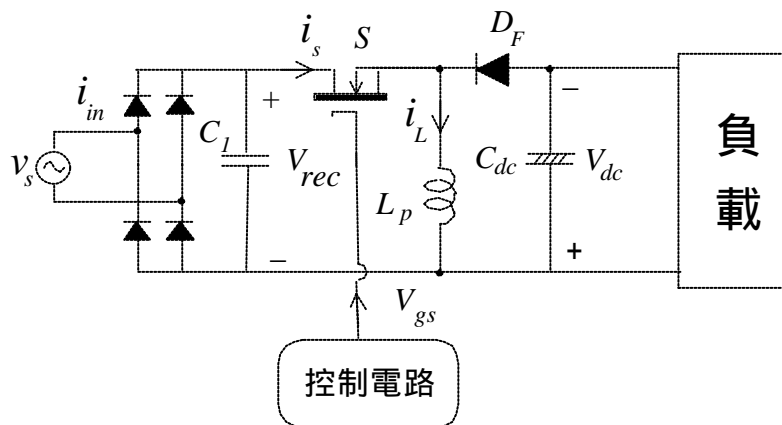 i_s S D_F
i_in
+ −
i_L
C_1 V_rec C_dc V_dc
v_s
L_p
− +
V_gs
負
載
控制電路